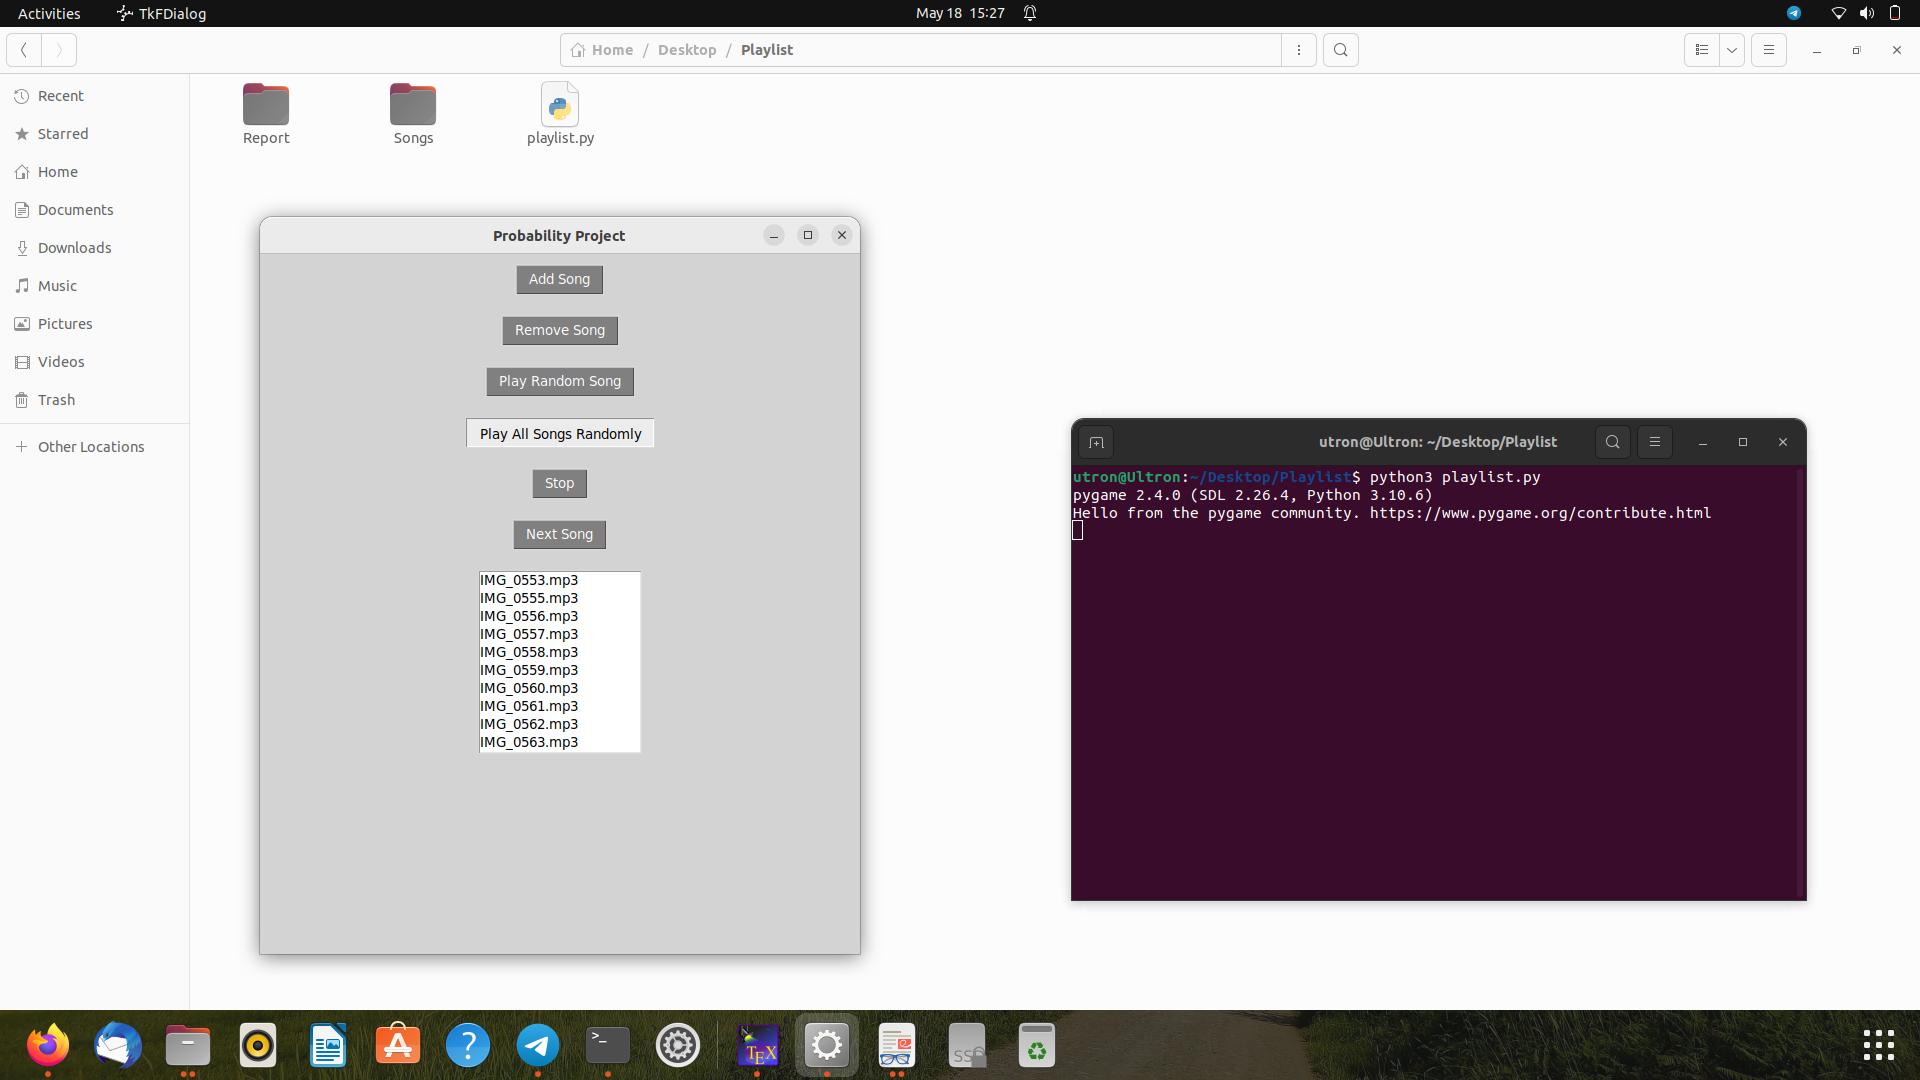 Activities
TkFDialog
May 18 15:27
Home / Desktop / Playlist
Recent
Starred
Home
Documents
Downloads
Music
Pictures
Videos
Trash
Other Locations
Report
Songs
playlist.py
Probability Project
Add Song
Remove Song
Play Random Song
Play All Songs Randomly
Stop
Next Song
IMG_0553.mp3
IMG_0555.mp3
IMG_0556.mp3
IMG_0557.mp3
IMG_0558.mp3
IMG_0559.mp3
IMG_0560.mp3
IMG_0561.mp3
IMG_0562.mp3
IMG_0563.mp3
utron@Ultron: ~/Desktop/Playlist
utron@Ultron:~/Desktop/Playlist$ python3 playlist.py
pygame 2.4.0 (SDL 2.26.4, Python 3.10.6)
Hello from the pygame community. https://www.pygame.org/contribute.html
>_
TEX